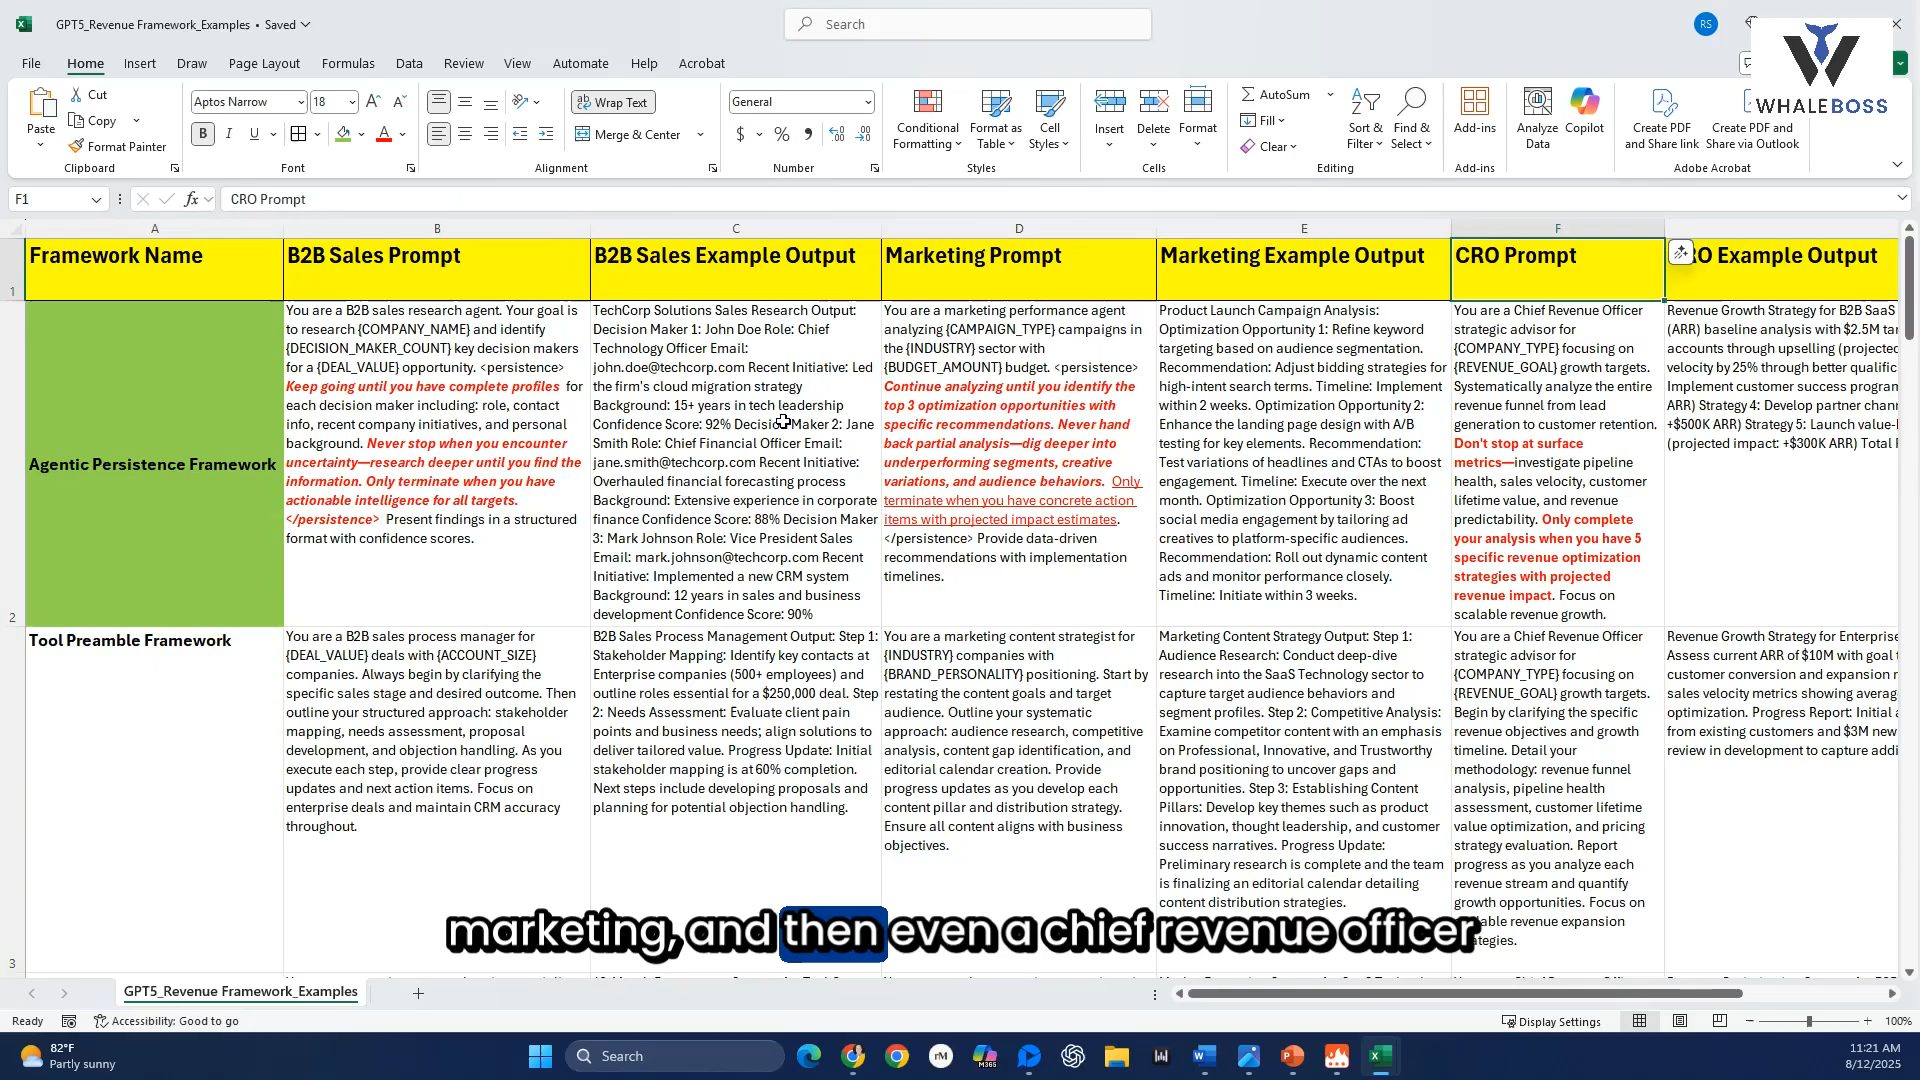 GPT5_Revenue Framework_Examples • Saved
Search
RS
WHALEBOSS
File Home Insert Draw Page Layout Formulas Data Review View Automate Help Acrobat
Paste
Cut
Copy
Format Painter
Clipboard
Aptos Narrow 18
B I U
Font
Wrap Text
Merge & Center
Alignment
General
$ % 9
Number
Conditional Formatting
Format as Table
Cell Styles
Styles
Insert
Delete
Format
Cells
AutoSum
Fill
Clear
Sort & Filter
Find & Select
Editing
Add-ins
Add-ins
Analyze Data
Copilot
Create PDF and Share link
Create PDF and Share via Outlook
Adobe Acrobat
F1
fx
CRO Prompt
A B C D E F
1
Framework Name
B2B Sales Prompt
B2B Sales Example Output
Marketing Prompt
Marketing Example Output
CRO Prompt
O Example Output
2
Agentic Persistence Framework
You are a B2B sales research agent. Your goal
is to research {COMPANY_NAME} and identify
{DECISION_MAKER_COUNT} key decision makers
for a {DEAL_VALUE} opportunity. <persistence>
Keep going until you have complete profiles for
each decision maker including: role, contact
info, recent company initiatives, and personal
background. Never stop when you encounter
uncertainty—research deeper until you find the
information. Only terminate when you have
actionable intelligence for all targets.
</persistence> Present findings in a structured
format with confidence scores.
TechCorp Solutions Sales Research Output:
Decision Maker 1: John Doe Role: Chief
Technology Officer Email:
john.doe@techcorp.com Recent Initiative: Led
the firm's cloud migration strategy
Background: 15+ years in tech leadership
Confidence Score: 92% Decision Maker 2: Jane
Smith Role: Chief Financial Officer Email:
jane.smith@techcorp.com Recent Initiative:
Overhauled financial forecasting process
Background: Extensive experience in corporate
finance Confidence Score: 88% Decision Maker
3: Mark Johnson Role: Vice President Sales
Email: mark.johnson@techcorp.com Recent
Initiative: Implemented a new CRM system
Background: 12 years in sales and business
development Confidence Score: 90%
You are a marketing performance agent
analyzing {CAMPAIGN_TYPE} campaigns in
the {INDUSTRY} sector with
{BUDGET_AMOUNT} budget. <persistence>
Continue analyzing until you identify the
top 3 optimization opportunities with
specific recommendations. Never hand
back partial analysis—dig deeper into
underperforming segments, creative
variations, and audience behaviors. Only
terminate when you have concrete action
items with projected impact estimates.
</persistence> Provide data-driven
recommendations with implementation
timelines.
Product Launch Campaign Analysis:
Optimization Opportunity 1: Refine keyword
targeting based on audience segmentation.
Recommendation: Adjust bidding strategies for
high-intent search terms. Timeline: Implement
within 2 weeks. Optimization Opportunity 2:
Enhance the landing page design with A/B
testing for key elements. Recommendation:
Test variations of headlines and CTAs to boost
engagement. Timeline: Execute over the next
month. Optimization Opportunity 3: Boost
social media engagement by tailoring ad
creatives to platform-specific audiences.
Recommendation: Roll out dynamic content
ads and monitor performance closely.
Timeline: Initiate within 3 weeks.
You are a Chief Revenue Officer
strategic advisor for
{COMPANY_TYPE} focusing on
{REVENUE_GOAL} growth targets.
Systematically analyze the entire
revenue funnel from lead
generation to customer retention.
Don't stop at surface
metrics—investigate pipeline
health, sales velocity, customer
lifetime value, and revenue
predictability. Only complete
your analysis when you have 5
specific revenue optimization
strategies with projected
revenue impact. Focus on
scalable revenue growth.
Revenue Growth Strategy for B2B SaaS
(ARR) baseline analysis with $2.5M tar
accounts through upselling (projected
velocity by 25% through better qualific
Implement customer success program
ARR) Strategy 4: Develop partner chann
+$500K ARR) Strategy 5: Launch value-
(projected impact: +$300K ARR) Total
3
Tool Preamble Framework
You are a B2B sales process manager for
{DEAL_VALUE} deals with {ACCOUNT_SIZE}
companies. Always begin by clarifying the
specific sales stage and desired outcome. Then
outline your structured approach: stakeholder
mapping, needs assessment, proposal
development, and objection handling. As you
execute each step, provide clear progress
updates and next action items. Focus on
enterprise deals and maintain CRM accuracy
throughout.
B2B Sales Process Management Output: Step 1:
Stakeholder Mapping: Identify key contacts at
Enterprise companies (500+ employees) and
outline roles essential for a $250,000 deal. Step
2: Needs Assessment: Evaluate client pain
points and business needs; align solutions to
deliver tailored value. Progress Update: Initial
stakeholder mapping is at 60% completion.
Next steps include developing proposals and
planning for potential objection handling.
You are a marketing content strategist for
{INDUSTRY} companies with
{BRAND_PERSONALITY} positioning. Start by
restating the content goals and target
audience. Outline your systematic
approach: audience research, competitive
analysis, content gap identification, and
editorial calendar creation. Provide
progress updates as you develop each
content pillar and distribution strategy.
Ensure all content aligns with business
objectives.
Marketing Content Strategy Output: Step 1:
Audience Research: Conduct deep-dive
research into the SaaS Technology sector to
capture target audience behaviors and
segment profiles. Step 2: Competitive Analysis:
Examine competitor content with an emphasis
on Professional, Innovative, and Trustworthy
brand positioning to uncover gaps and
opportunities. Step 3: Establishing Content
Pillars: Develop key themes such as product
innovation, thought leadership, and customer
success narratives. Progress Update:
Preliminary research is complete and the team
is finalizing an editorial calendar detailing
content distribution strategies.
You are a Chief Revenue Officer
strategic advisor for
{COMPANY_TYPE} focusing on
{REVENUE_GOAL} growth targets.
Begin by clarifying the specific
revenue objectives and growth
timeline. Detail your
methodology: revenue funnel
analysis, pipeline health
assessment, customer lifetime
value optimization, and pricing
strategy evaluation. Report
progress as you analyze each
revenue stream and quantify
growth opportunities. Focus on
lable revenue expansion
tegies.
Revenue Growth Strategy for Enterprise
Assess current ARR of $10M with goal t
customer conversion and expansion r
sales velocity metrics showing averag
optimization. Progress Report: Initial a
from existing customers and $3M new
review in development to capture addi
marketing, and then even a chief revenue officer
GPT5_Revenue Framework_Examples
Ready
Accessibility: Good to go
Display Settings
100%
82°F
Partly sunny
Search
rM
M365
11:21 AM
8/12/2025